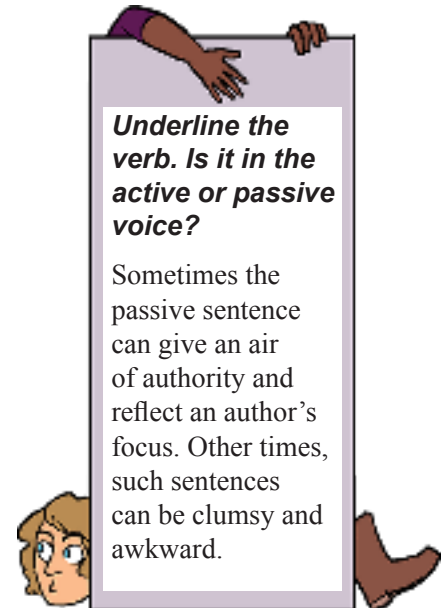 Underline the
verb. Is it in the
active or passive
voice?
Sometimes the
passive sentence
can give an air
of authority and
reflect an author’s
focus. Other times,
such sentences
can be clumsy and
awkward.